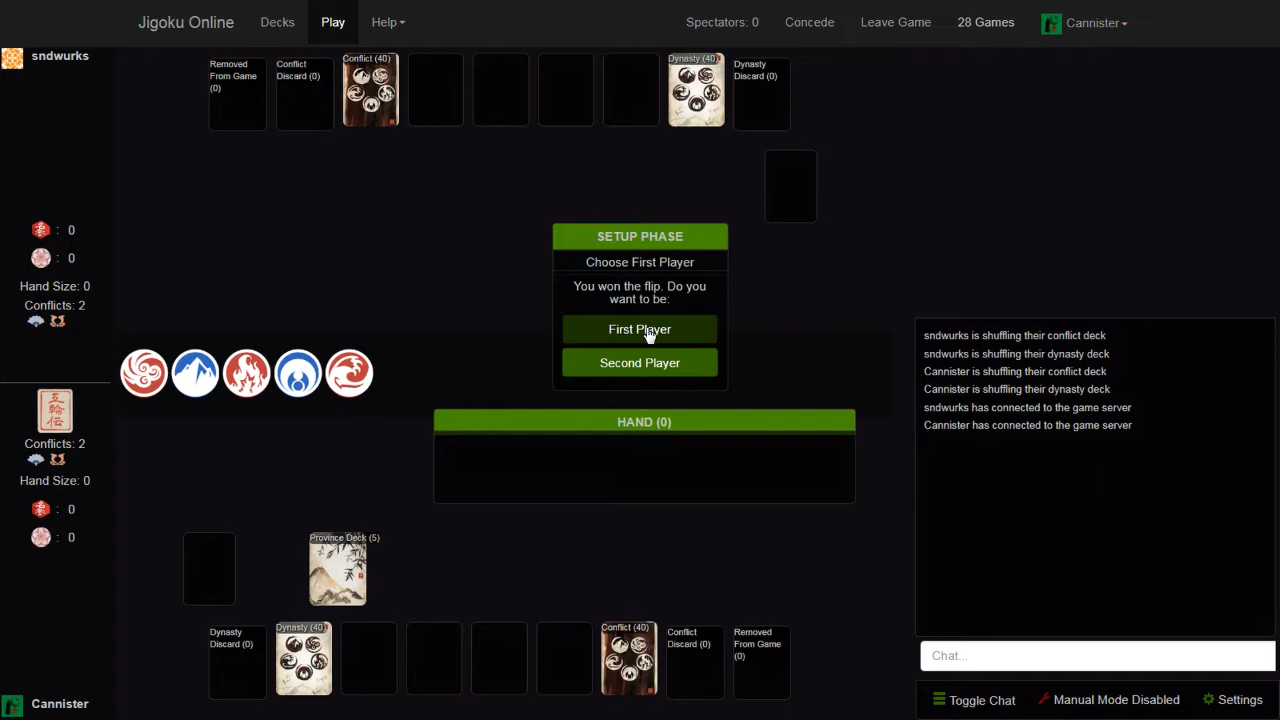 Jigoku Online
Decks
Play
Help
Spectators: 0
Concede
Leave Game
28 Games
Cannister
sndwurks
Removed
From Game
(0)
Conflict
Discard (0)
Conflict (40)
Dynasty (40)
Dynasty
Discard (0)
: 0
: 0
Hand Size: 0
Conflicts: 2
SETUP PHASE
Choose First Player
You won the flip. Do you
want to be:
First Player
Second Player
sndwurks is shuffling their conflict deck
sndwurks is shuffling their dynasty deck
Cannister is shuffling their conflict deck
Cannister is shuffling their dynasty deck
sndwurks has connected to the game server
Cannister has connected to the game server
五輪伝
Conflicts: 2
Hand Size: 0
: 0
: 0
HAND (0)
Province Deck (5)
Dynasty
Discard (0)
Dynasty (40)
Conflict (40)
Conflict
Discard (0)
Removed
From Game
(0)
Chat...
Cannister
Toggle Chat
Manual Mode Disabled
Settings